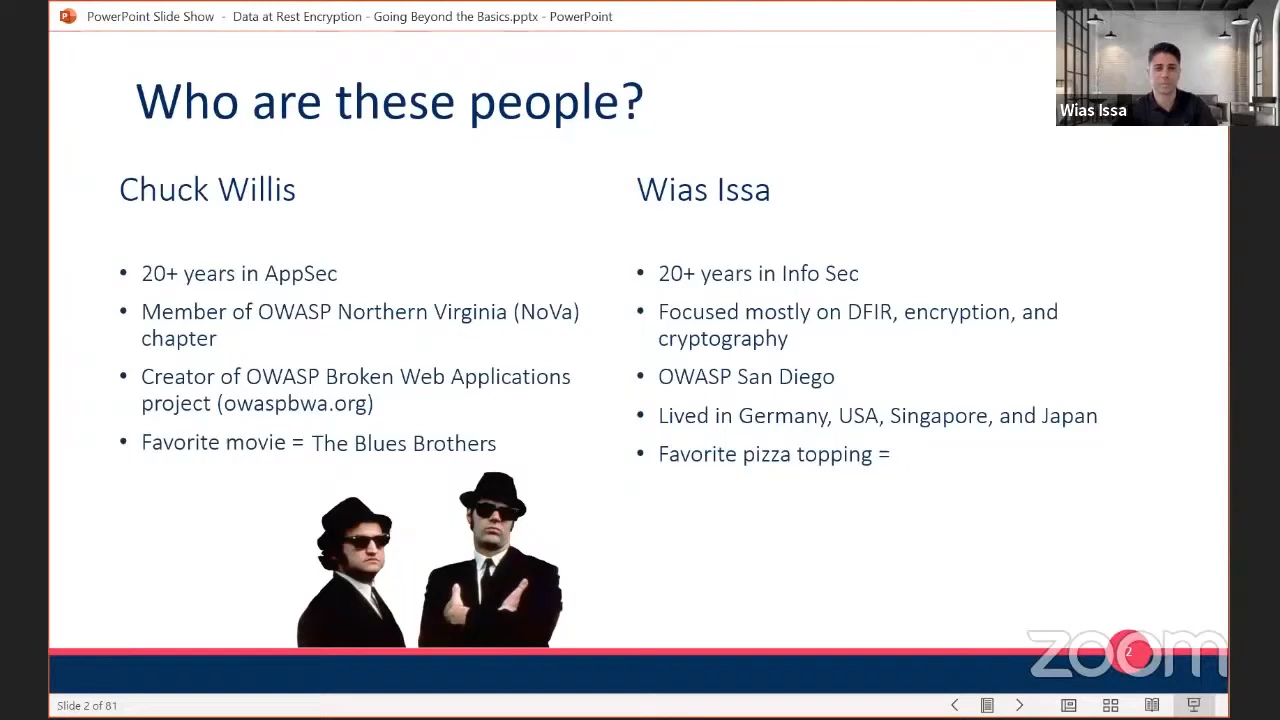 PowerPoint Slide Show - Data at Rest Encryption - Going Beyond the Basics.pptx - PowerPoint
Wias Issa
Who are these people?
Chuck Willis
• 20+ years in AppSec
• Member of OWASP Northern Virginia (NoVa)
chapter
• Creator of OWASP Broken Web Applications
project (owaspbwa.org)
• Favorite movie = The Blues Brothers
Wias Issa
• 20+ years in Info Sec
• Focused mostly on DFIR, encryption, and
cryptography
• OWASP San Diego
• Lived in Germany, USA, Singapore, and Japan
• Favorite pizza topping =
2
zoom
Slide 2 of 81